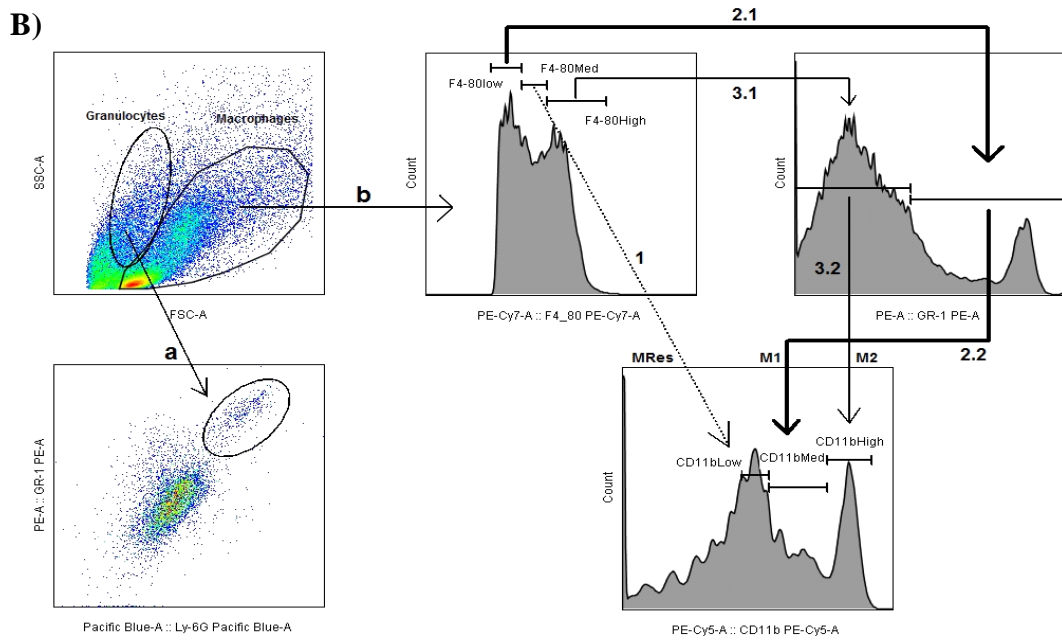 B)
2.1
Granulocytes
Macrophages
SSC-A
FSC-A
b
F4-80Med
F4-80low
F4-80High
3.1
Count
PE-Cy7-A :: F4_80 PE-Cy7-A
1
Count
3.2
PE-A :: GR-1 PE-A
2.2
a
PE-A :: GR-1 PE-A
Pacific Blue-A :: Ly-6G Pacific Blue-A
MRes
M1
M2
CD11bHigh
CD11bLow
CD11bMed
Count
PE-Cy5-A :: CD11b PE-Cy5-A